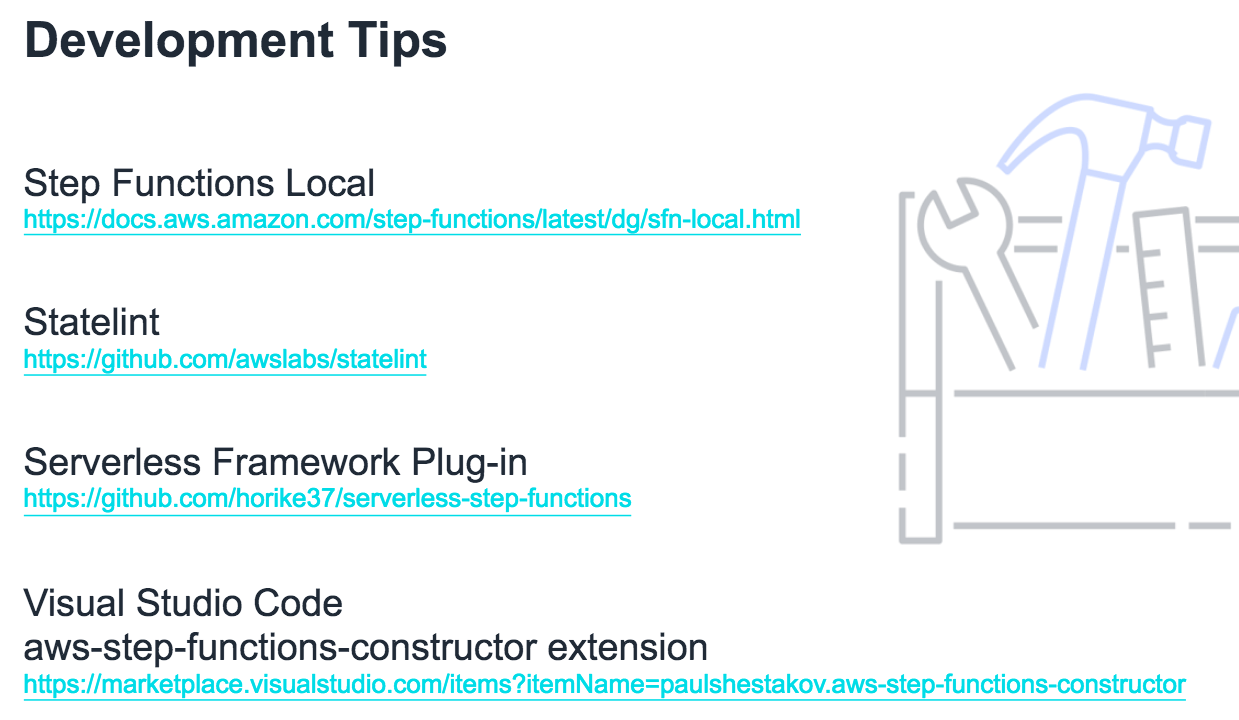 Development Tips
Step Functions Local
https://docs.aws.amazon.com/step-functions/latest/dg/sfn-local.html
Statelint
https://github.com/awslabs/statelint
Serverless Framework Plug-in
https://github.com/horike37/serverless-step-functions
Visual Studio Code
aws-step-functions-constructor extension
https://marketplace.visualstudio.com/items?itemName=paulshestakov.aws-step-functions-constructor